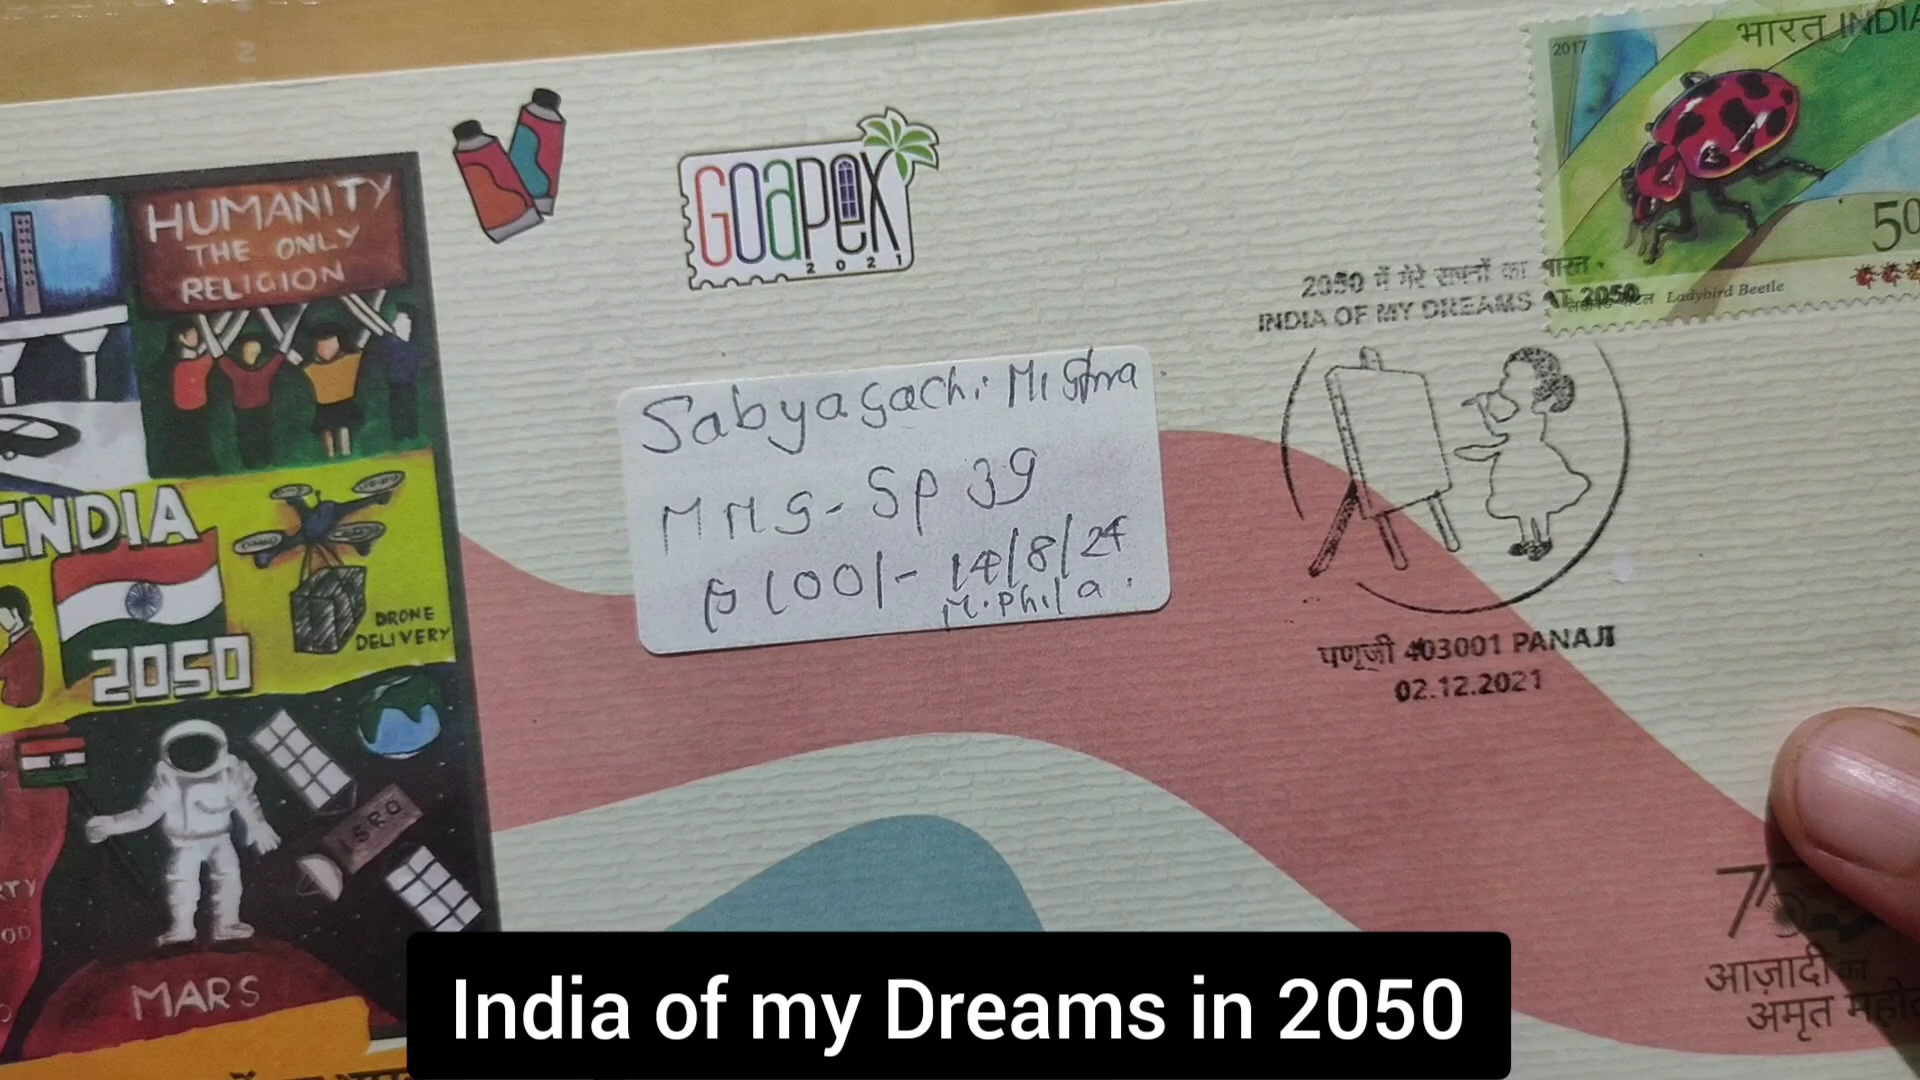 2017
भारत INDIA
GOAPEX
2021
HUMANITY
THE ONLY
RELIGION
50
Ladybird Beetle
2050 में मेरे सपनों का भारत
INDIA OF MY DREAMS AT 2050
Sabyasachi Mishra
MMG-SP 39
100/- 14/8/24
M. Phila.
INDIA
2050
DRONE
DELIVERY
ISRO
MARS
पणजी 403001 PANAJI
02.12.2021
आज़ादी का
अमृत
India of my Dreams in 2050